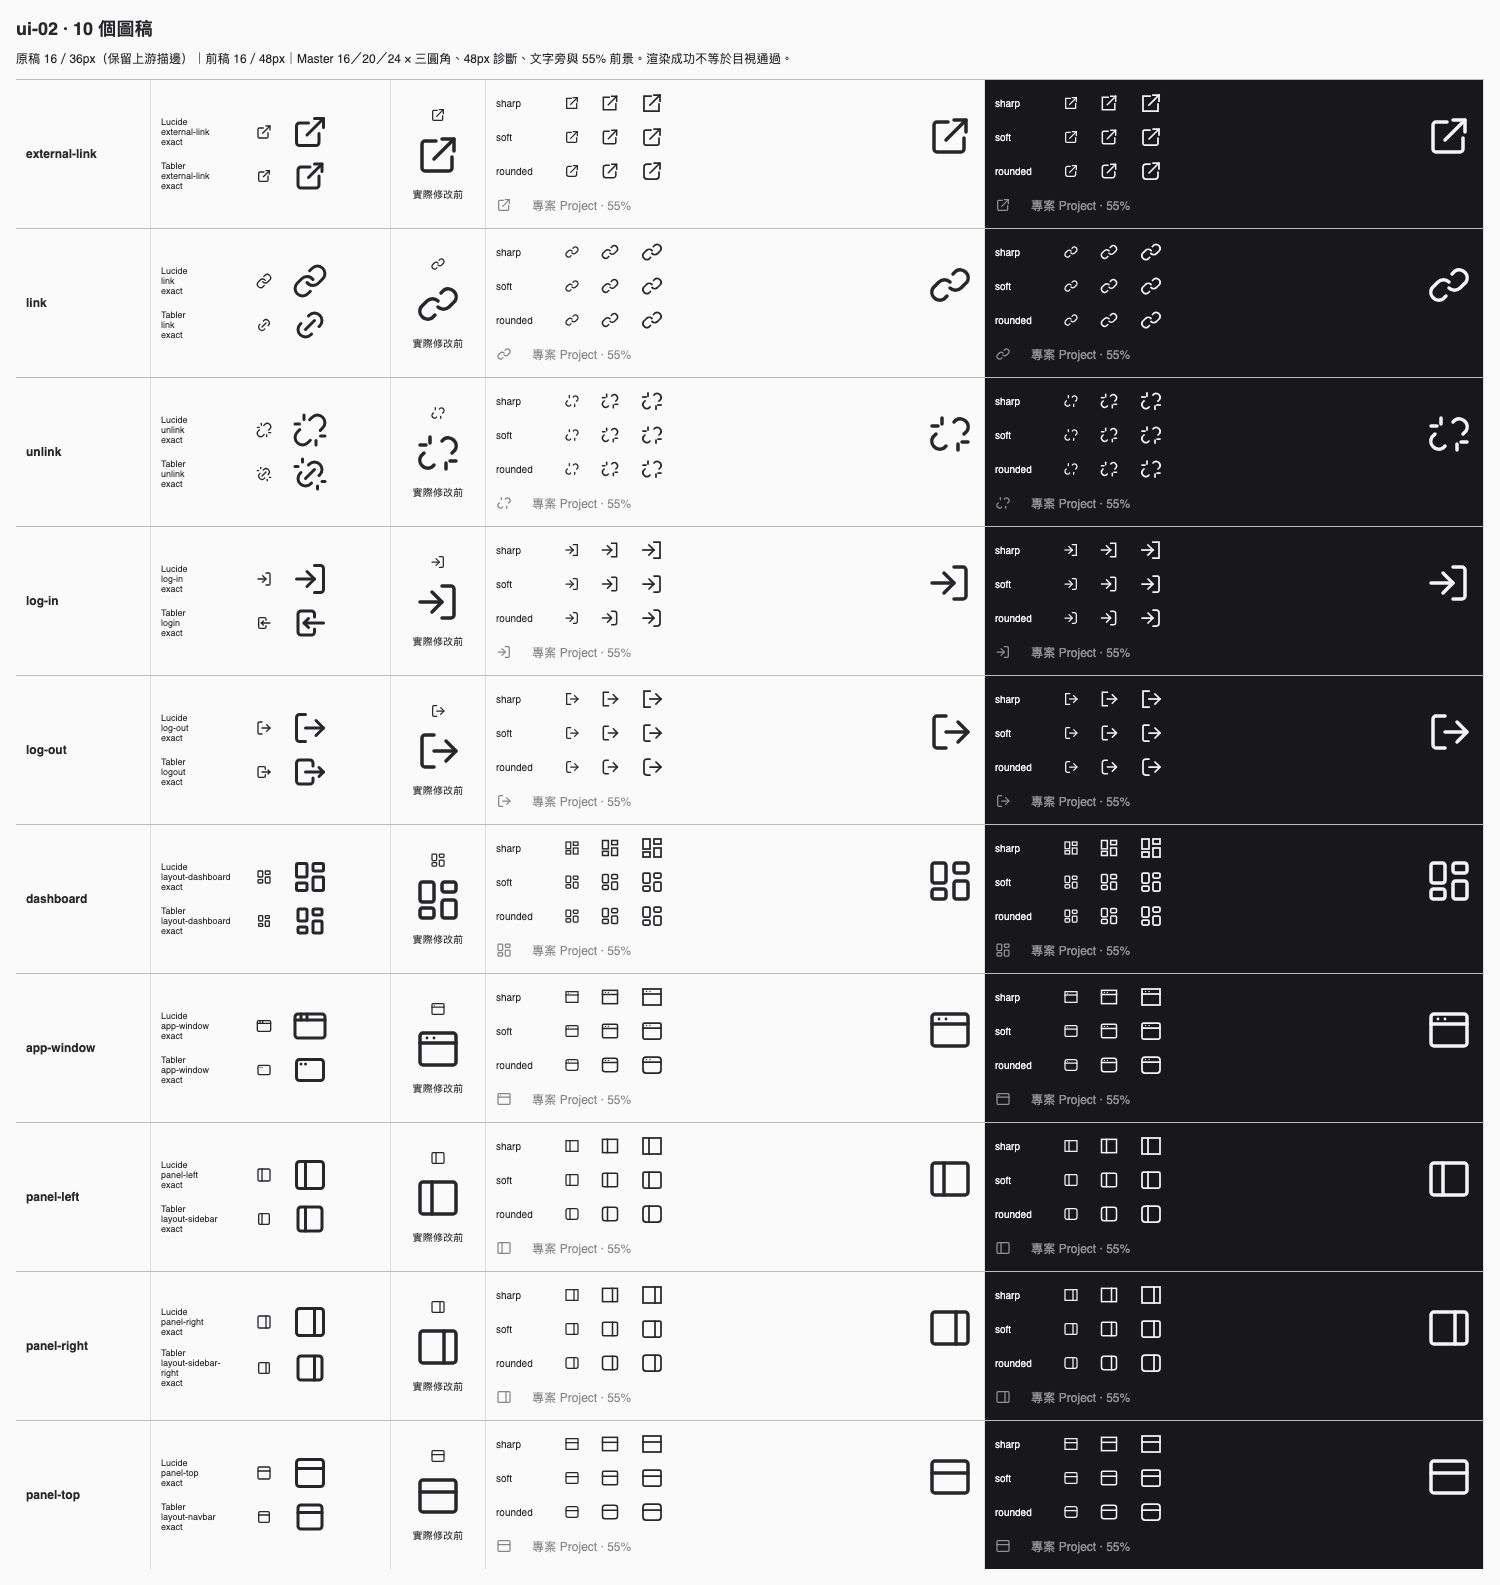 ui-02 · 10 個圖稿
原稿 16 / 36px（保留上游描邊）｜前稿 16 / 48px｜Master 16／20／24 × 三圓角、48px 診斷、文字旁與 55% 前景。渲染成功不等於目視通過。
external-link
Lucide
external-link
exact
Tabler
external-link
exact
實際修改前
sharp
soft
rounded
專案 Project · 55%
sharp
soft
rounded
專案 Project · 55%
link
Lucide
link
exact
Tabler
link
exact
實際修改前
sharp
soft
rounded
專案 Project · 55%
sharp
soft
rounded
專案 Project · 55%
unlink
Lucide
unlink
exact
Tabler
unlink
exact
實際修改前
sharp
soft
rounded
專案 Project · 55%
sharp
soft
rounded
專案 Project · 55%
log-in
Lucide
log-in
exact
Tabler
login
exact
實際修改前
sharp
soft
rounded
專案 Project · 55%
sharp
soft
rounded
專案 Project · 55%
log-out
Lucide
log-out
exact
Tabler
logout
exact
實際修改前
sharp
soft
rounded
專案 Project · 55%
sharp
soft
rounded
專案 Project · 55%
dashboard
Lucide
layout-dashboard
exact
Tabler
layout-dashboard
exact
實際修改前
sharp
soft
rounded
專案 Project · 55%
sharp
soft
rounded
專案 Project · 55%
app-window
Lucide
app-window
exact
Tabler
app-window
exact
實際修改前
sharp
soft
rounded
專案 Project · 55%
sharp
soft
rounded
專案 Project · 55%
panel-left
Lucide
panel-left
exact
Tabler
layout-sidebar
exact
實際修改前
sharp
soft
rounded
專案 Project · 55%
sharp
soft
rounded
專案 Project · 55%
panel-right
Lucide
panel-right
exact
Tabler
layout-sidebar-
right
exact
實際修改前
sharp
soft
rounded
專案 Project · 55%
sharp
soft
rounded
專案 Project · 55%
panel-top
Lucide
panel-top
exact
Tabler
layout-navbar
exact
實際修改前
sharp
soft
rounded
專案 Project · 55%
sharp
soft
rounded
專案 Project · 55%